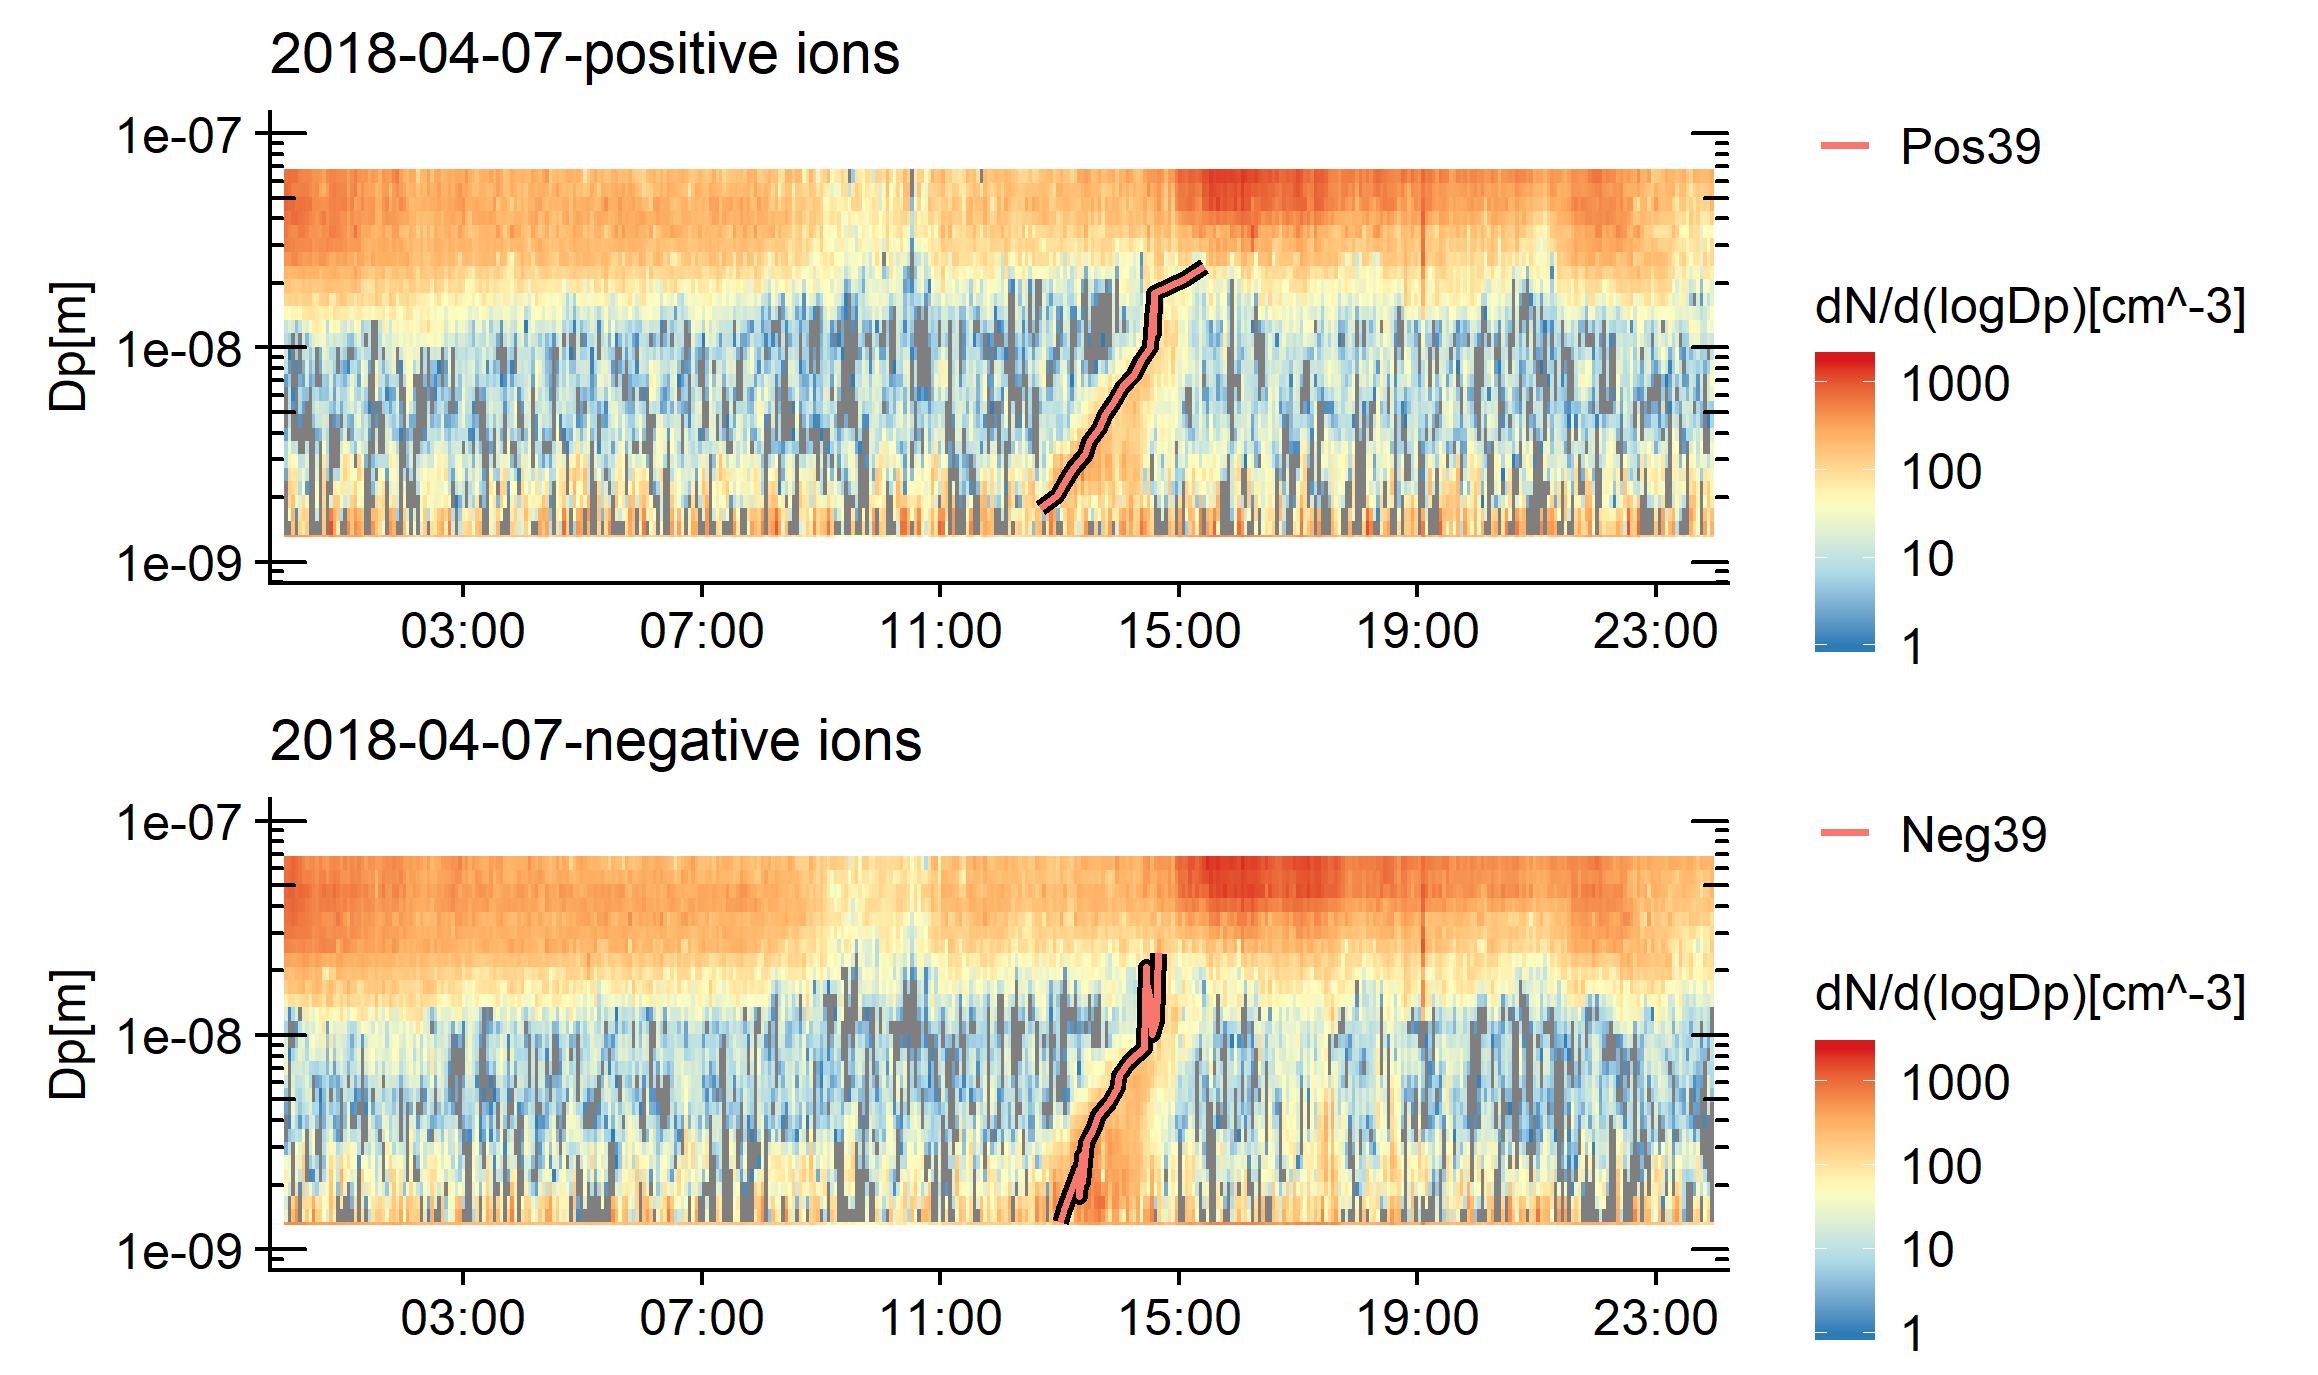 2018-04-07-positive ions
1e-07
1e-08
1e-09
Dp[m]
03:00 07:00 11:00 15:00 19:00 23:00
Pos39
dN/d(logDp)[cm^-3]
1000
100
10
1
2018-04-07-negative ions
1e-07
1e-08
1e-09
Dp[m]
03:00 07:00 11:00 15:00 19:00 23:00
Neg39
dN/d(logDp)[cm^-3]
1000
100
10
1